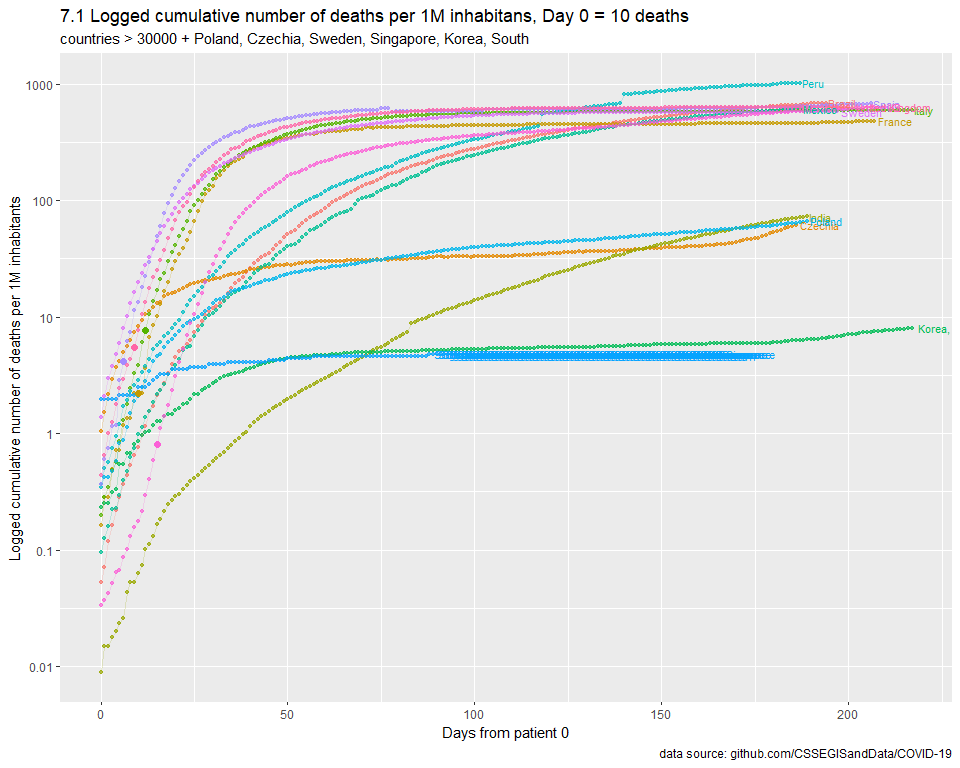 7.1 Logged cumulative number of deaths per 1M inhabitans, Day 0 = 10 deaths
countries > 30000 + Poland, Czechia, Sweden, Singapore, Korea, South
Logged cumulative number of deaths per 1M inhabitants
1000
100
10
1
0.1
0.01
Peru
Mexico
Sweden
Italy
France
India
Poland
Czechia
Korea,
0
50
100
150
200
Days from patient 0
data source: github.com/CSSEGISandData/COVID-19